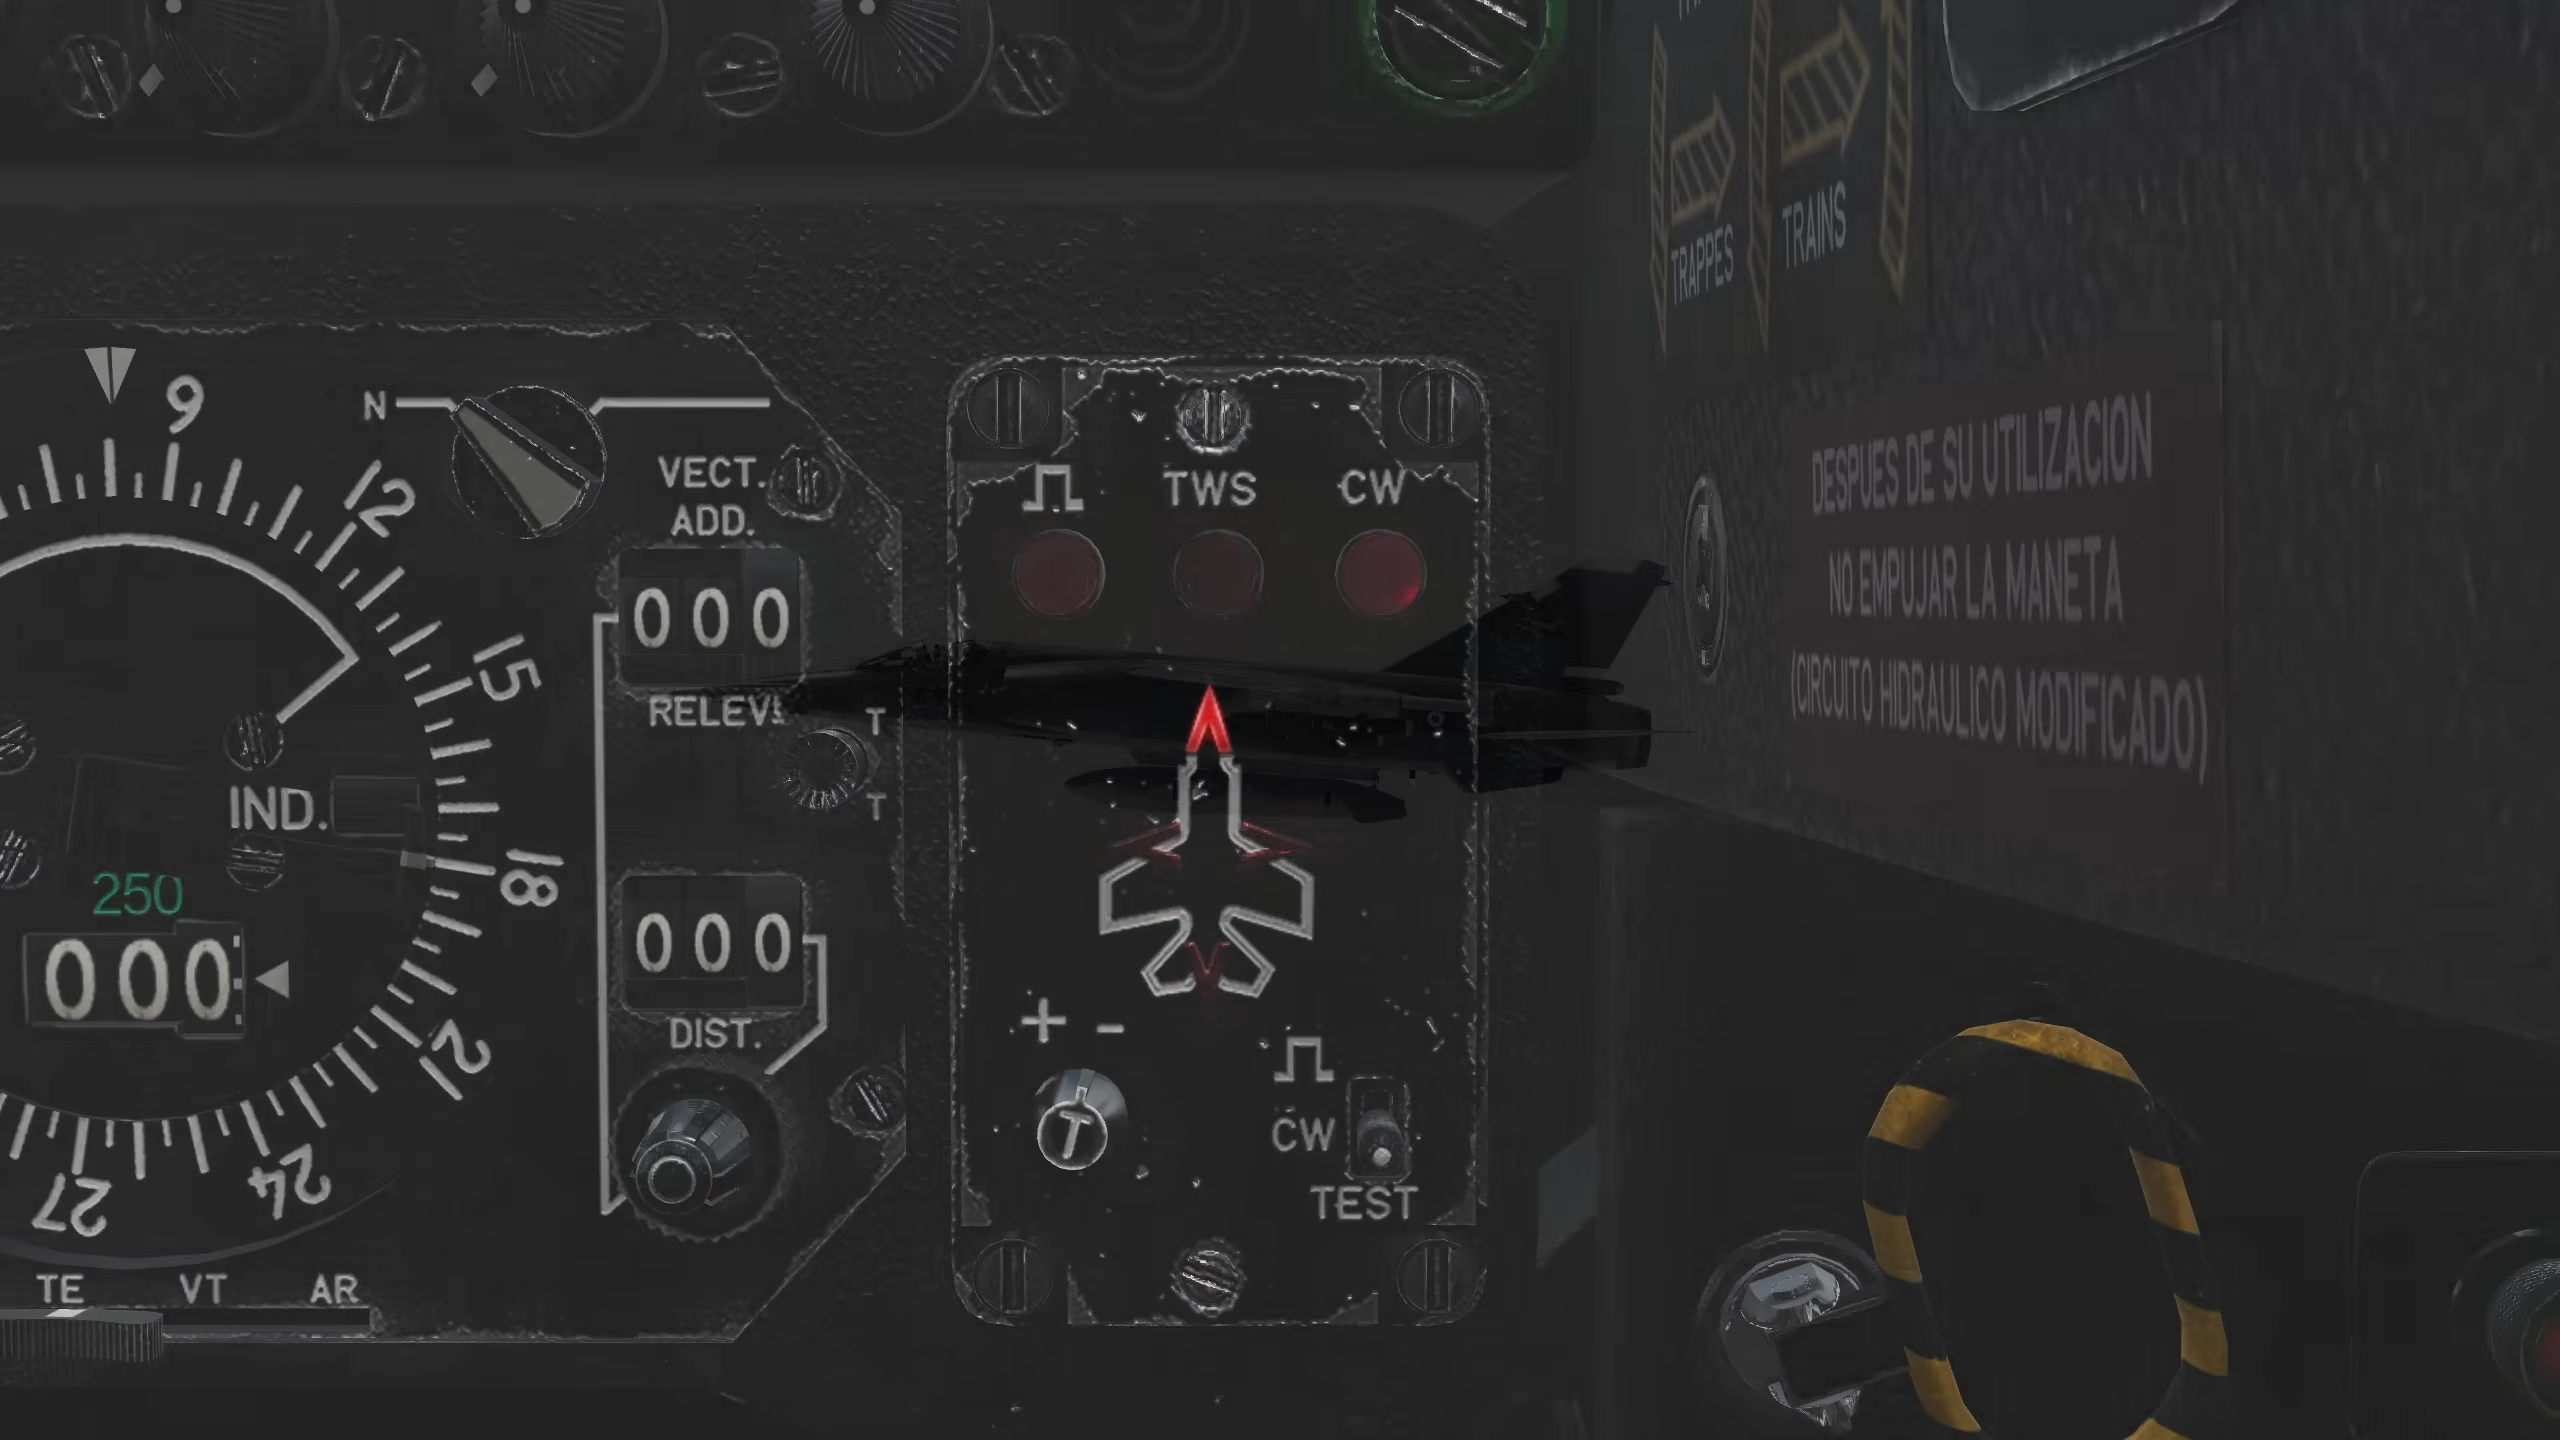 TRAPPES
TRAINS
N
9
12
15
18
21
24
27
VECT.
ADD.
000
RELEV
T
T
IND.
250
000
000
DIST.
TE VT AR
TWS
CW
+ -
CW
T
TEST
DESPUES DE SU UTILIZACION
NO EMPUJAR LA MANETA
(CIRCUITO HIDRAULICO MODIFICADO)